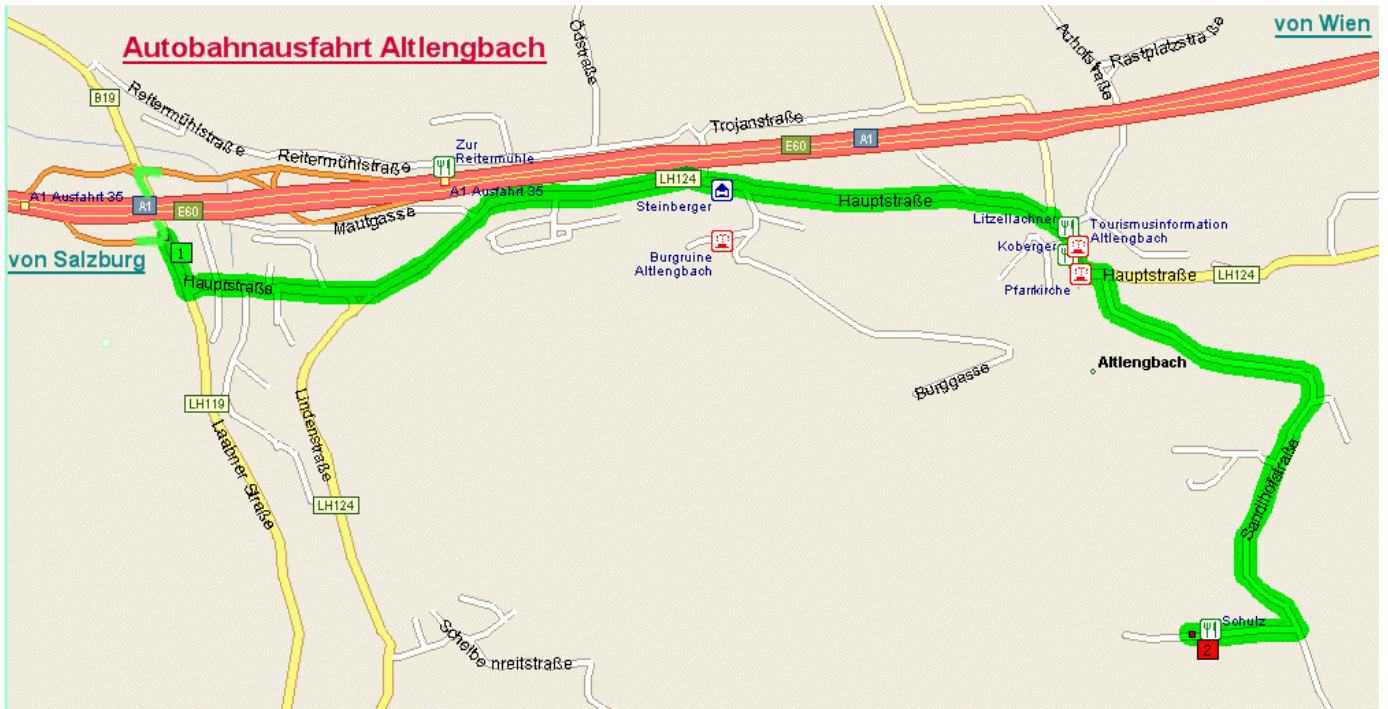 Autobahnausfahrt Altlengbach
von Wien
Ödstraße
Auhofstraße
Rastplatzstraße
B19
Reitermühlstraße
Reitermühlstraße
Trojanstraße
E60
A1
Zur
Reitermühle
A1 Ausfahrt 35
A1 Ausfahrt 35
LH124
A1
E60
Mautgasse
Steinberger
Hauptstraße
Litzellachner
Tourismusinformation
Altlengbach
Koberger
von Salzburg
1
Burgruine
Altlengbach
Hauptstraße
Pfarrkirche
Hauptstraße
LH124
Altlengbach
Burggasse
LH119
Laabner Straße
Lindenstraße
LH124
Sandhofstraße
Schulz
2
Scheibe nreitstraße